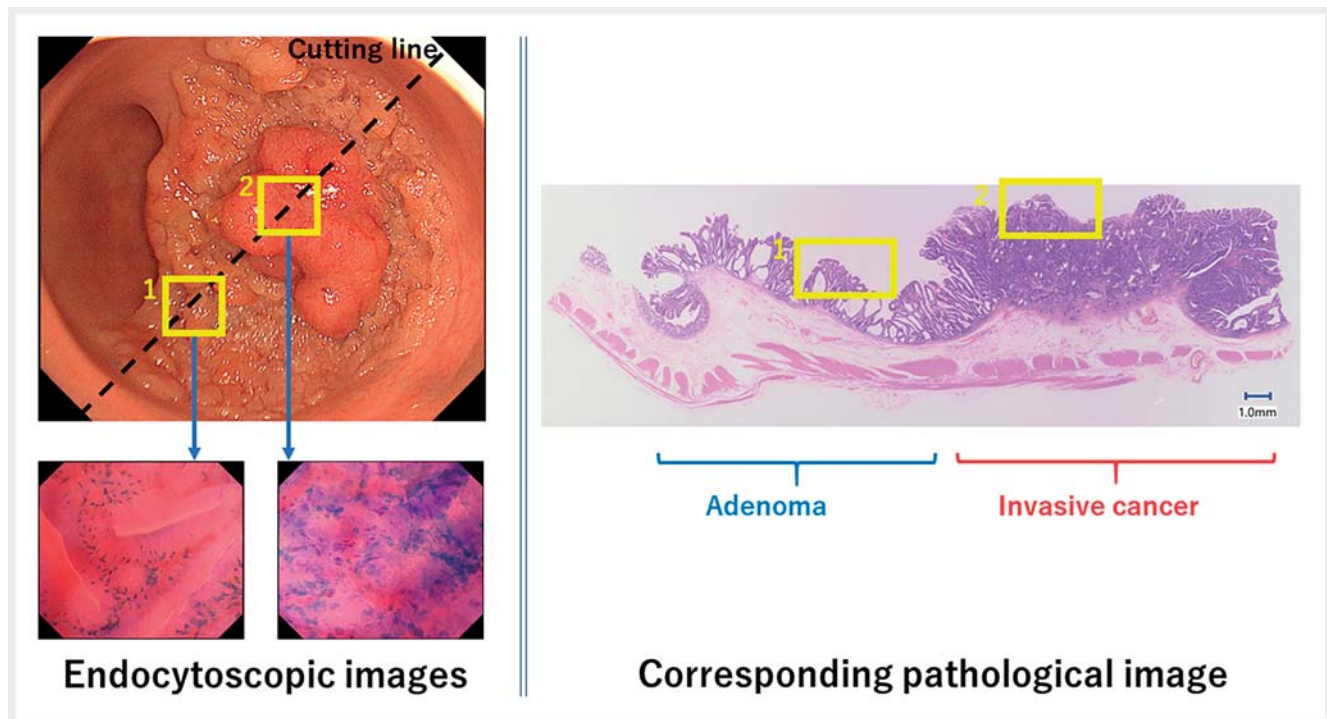 Cutting line
2
1
Endocytoscopic images
2
1
1.0mm
Adenoma
Invasive cancer
Corresponding pathological image